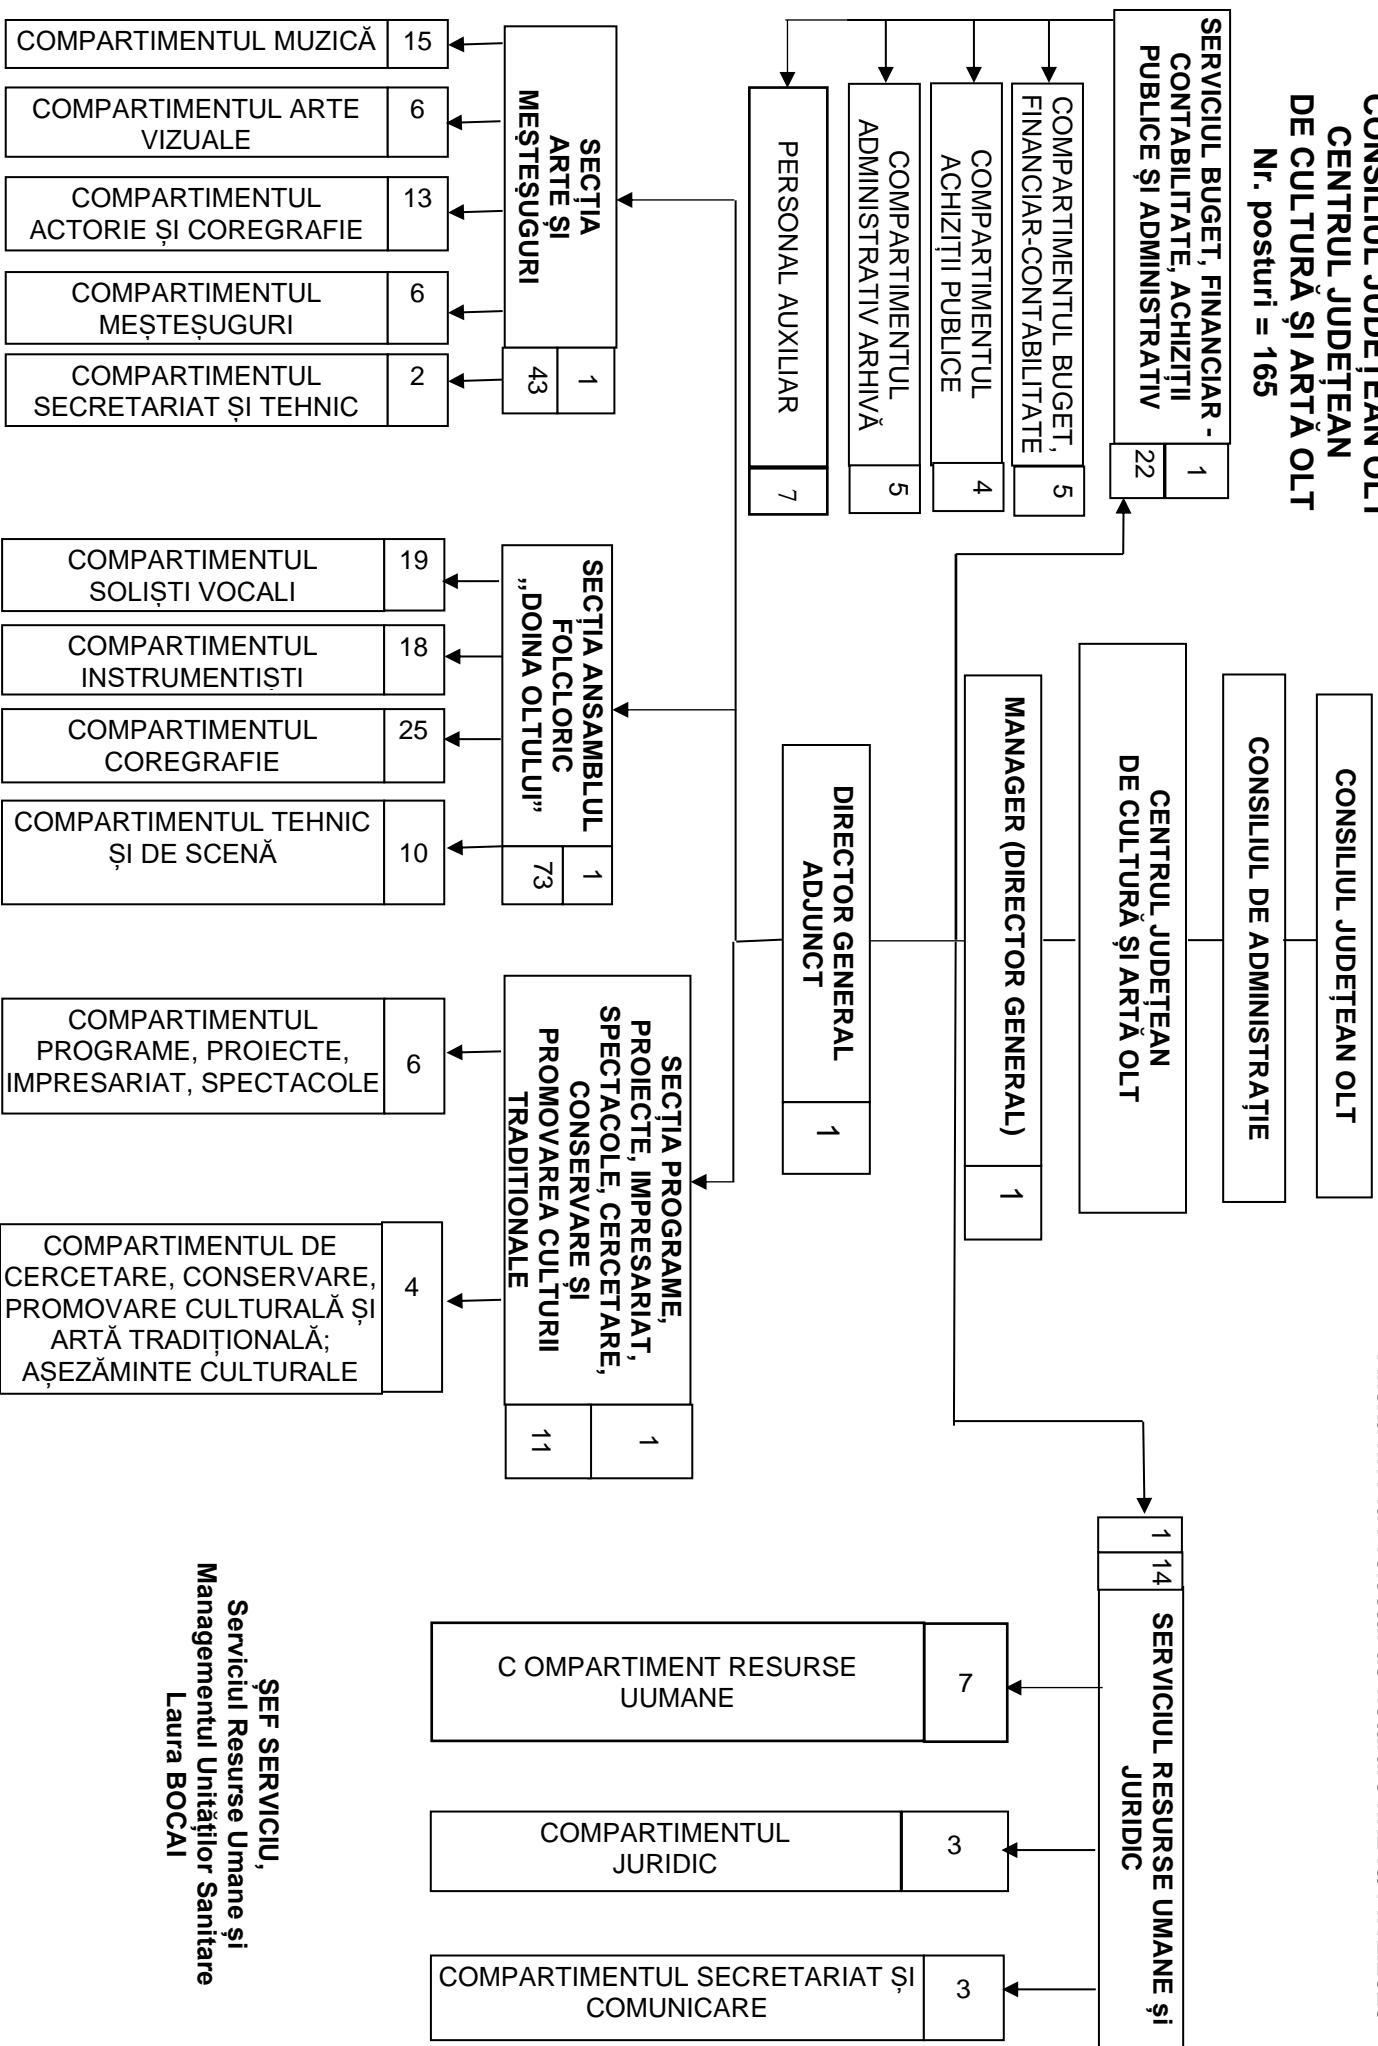 CONSILIUL JUDEȚEAN OLT
CENTRUL JUDEȚEAN
DE CULTURĂ ȘI ARTĂ OLT
Nr. posturi = 165
CONSILIUL JUDEȚEAN OLT
CONSILIUL DE ADMINISTRAȚIE
CENTRUL JUDEȚEAN
DE CULTURĂ ȘI ARTĂ OLT
MANAGER (DIRECTOR GENERAL)
1
DIRECTOR GENERAL
ADJUNCT
1
SERVICIUL BUGET, FINANCIAR -
CONTABILITATE, ACHIZIȚII
PUBLICE ȘI ADMINISTRATIV
1
22
COMPARTIMENTUL BUGET,
FINANCIAR-CONTABILITATE
5
COMPARTIMENTUL
ACHIZIȚII PUBLICE
4
COMPARTIMENTUL
ADMINISTRATIV ARHIVĂ
5
PERSONAL AUXILIAR
7
SERVICIUL RESURSE UMANE și
JURIDIC
1
14
C OMPARTIMENT RESURSE
UUMANE
7
COMPARTIMENTUL
JURIDIC
3
COMPARTIMENTUL SECRETARIAT ȘI
COMUNICARE
3
SECȚIA
ARTE ȘI
MEȘTEȘUGURI
1
43
COMPARTIMENTUL MUZICĂ
15
COMPARTIMENTUL ARTE
VIZUALE
6
COMPARTIMENTUL
ACTORIE ȘI COREGRAFIE
13
COMPARTIMENTUL
MEȘTEȘUGURI
6
COMPARTIMENTUL
SECRETARIAT ȘI TEHNIC
2
SECȚIA ANSAMBLUL
FOLCLORIC
,,DOINA OLTULUI”
1
73
COMPARTIMENTUL
SOLIȘTI VOCALI
19
COMPARTIMENTUL
INSTRUMENTIȘTI
18
COMPARTIMENTUL
COREGRAFIE
25
COMPARTIMENTUL TEHNIC
ȘI DE SCENĂ
10
SECȚIA PROGRAME,
PROIECTE, IMPRESARIAT,
SPECTACOLE, CERCETARE,
CONSERVARE ȘI
PROMOVAREA CULTURII
TRADITIONALE
1
11
COMPARTIMENTUL
PROGRAME, PROIECTE,
IMPRESARIAT, SPECTACOLE
6
COMPARTIMENTUL DE
CERCETARE, CONSERVARE,
PROMOVARE CULTURALĂ ȘI
ARTĂ TRADIȚIONALĂ;
AȘEZĂMINTE CULTURALE
4
ȘEF SERVICIU,
Serviciul Resurse Umane și
Managementul Unităților Sanitare
Laura BOCAI